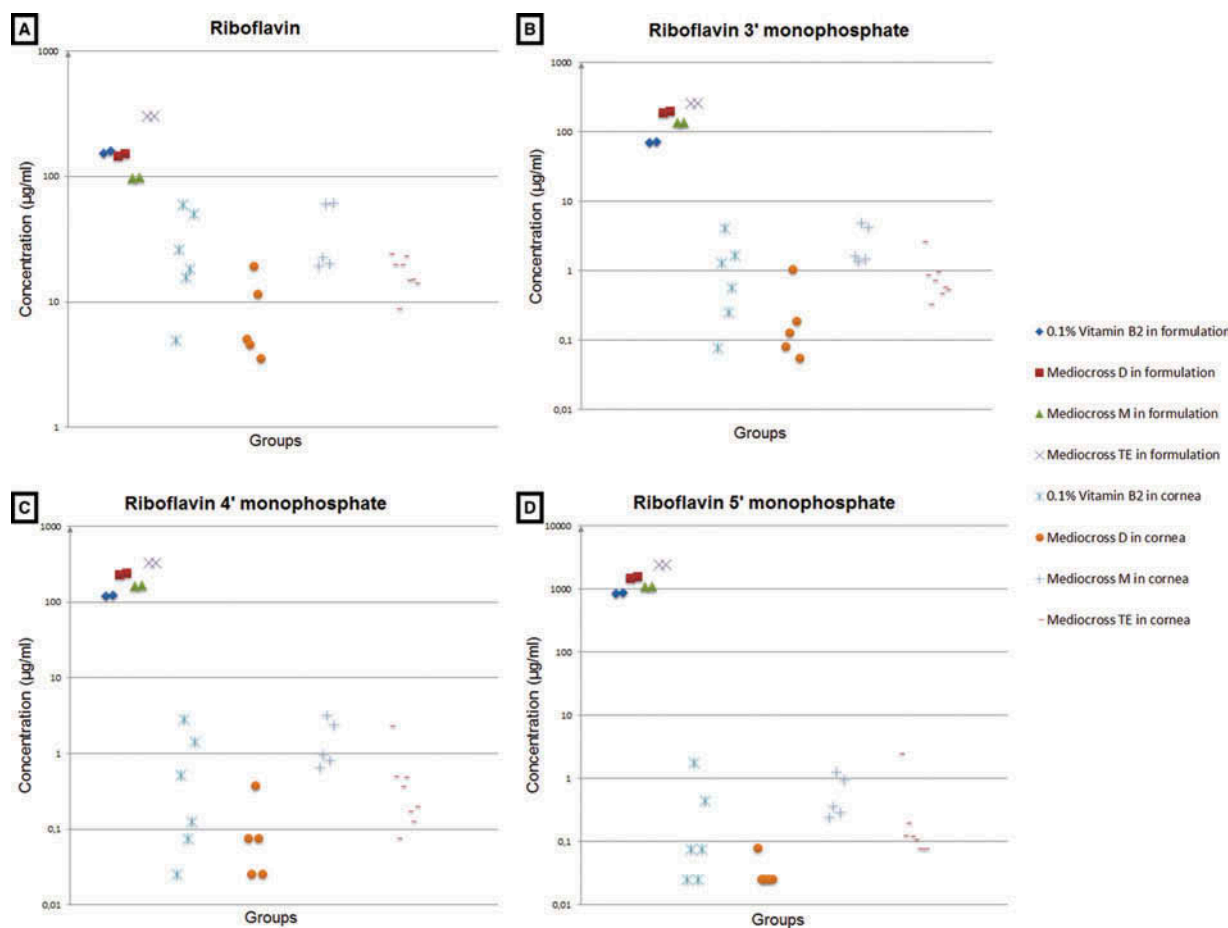 A
Riboflavin
1000
100
10
1
Concentration (µg/ml)
Groups
B
Riboflavin 3' monophosphate
1000
100
10
1
0,1
0,01
Concentration (µg/ml)
Groups
0.1% Vitamin B2 in formulation
Mediocross D in formulation
Mediocross M in formulation
Mediocross TE in formulation
0.1% Vitamin B2 in cornea
Mediocross D in cornea
Mediocross M in cornea
Mediocross TE in cornea
C
Riboflavin 4' monophosphate
1000
100
10
1
0,1
0,01
Concentration (µg/ml)
Groups
D
Riboflavin 5' monophosphate
10000
1000
100
10
1
0,1
0,01
Concentration (µg/ml)
Groups